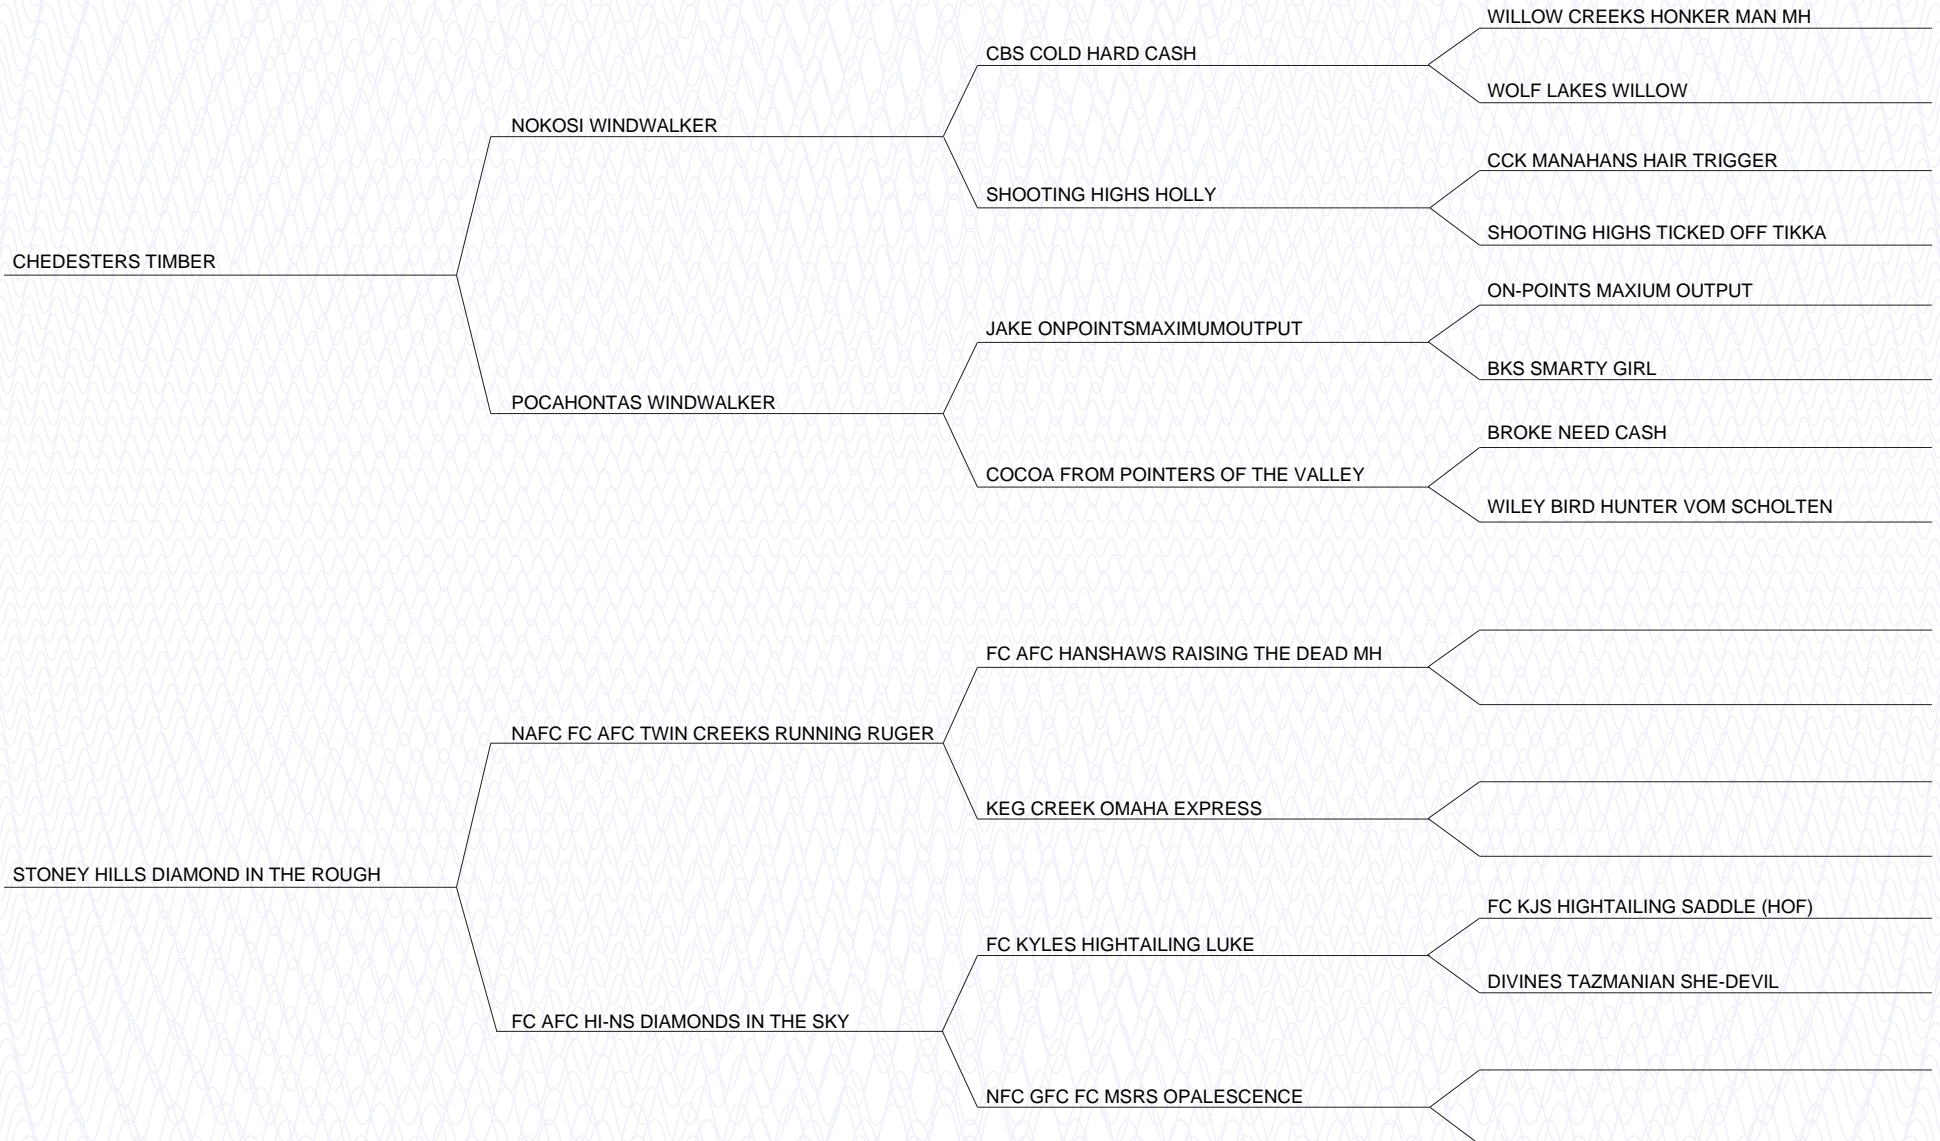 WILLOW CREEKS HONKER MAN MH
CBS COLD HARD CASH
WOLF LAKES WILLOW
NOKOSI WINDWALKER
CCK MANAHANS HAIR TRIGGER
SHOOTING HIGHS HOLLY
SHOOTING HIGHS TICKED OFF TIKKA
CHEDESTERS TIMBER
ON-POINTS MAXIUM OUTPUT
JAKE ONPOINTSMAXIMUMOUTPUT
BKS SMARTY GIRL
POCAHONTAS WINDWALKER
BROKE NEED CASH
COCOA FROM POINTERS OF THE VALLEY
WILEY BIRD HUNTER VOM SCHOLTEN
FC AFC HANSHAWS RAISING THE DEAD MH
NAFC FC AFC TWIN CREEKS RUNNING RUGER
KEG CREEK OMAHA EXPRESS
STONEY HILLS DIAMOND IN THE ROUGH
FC KJS HIGHTAILING SADDLE (HOF)
FC KYLES HIGHTAILING LUKE
DIVINES TAZMANIAN SHE-DEVIL
FC AFC HI-NS DIAMONDS IN THE SKY
NFC GFC FC MSRS OPALESCENCE